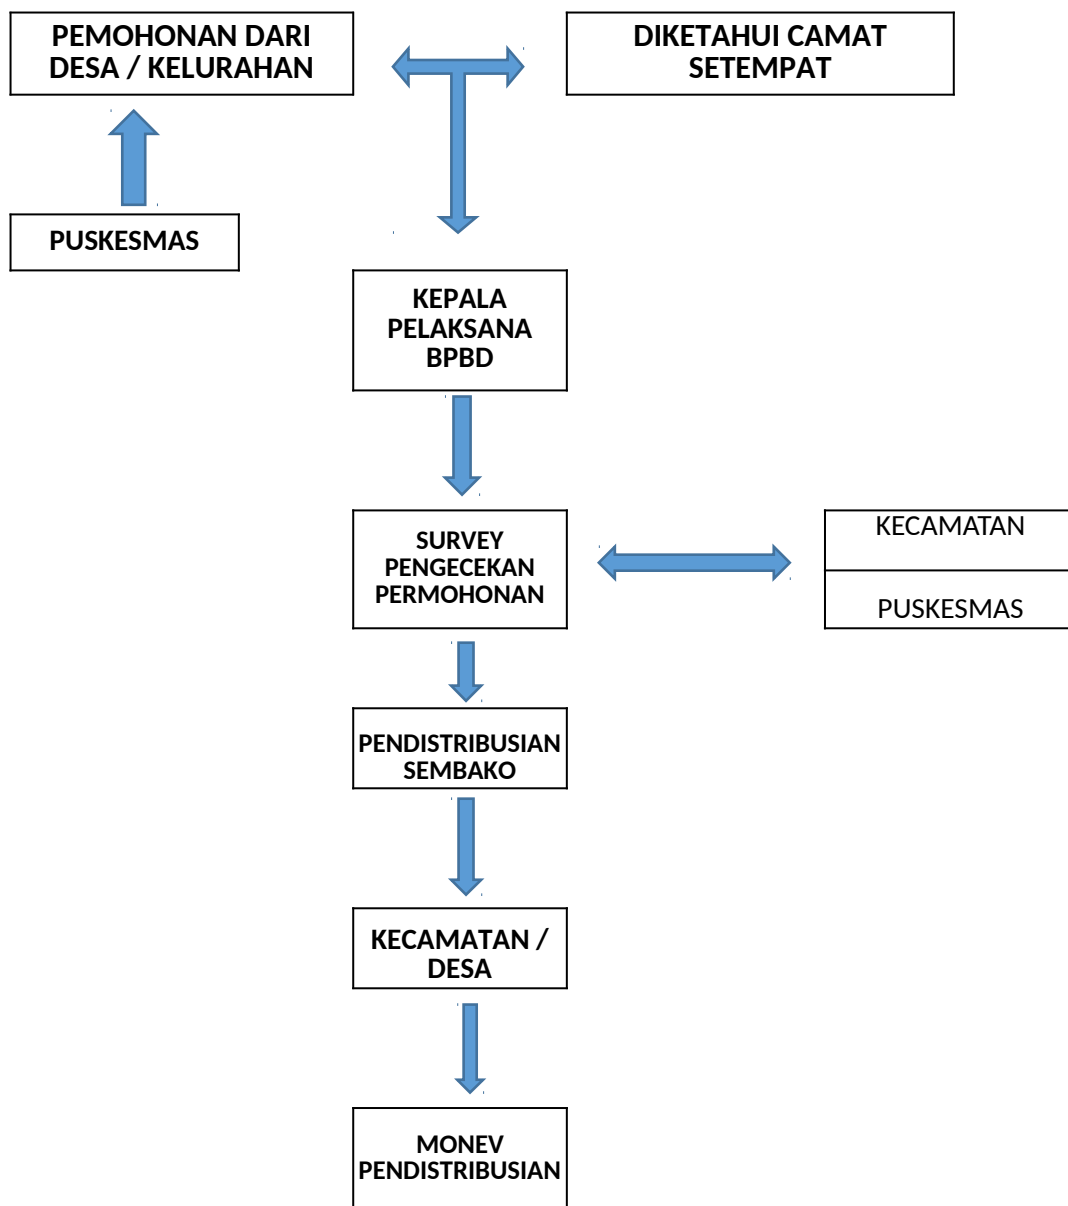 PEMOHONAN DARI
DESA / KELURAHAN
DIKETAHUI CAMAT
SETEMPAT
PUSKESMAS
KEPALA
PELAKSANA
BPBD
SURVEY
PENGECEKAN
PERMOHONAN
KECAMATAN
PUSKESMAS
PENDISTRIBUSIAN
SEMBAKO
KECAMATAN /
DESA
MONEV
PENDISTRIBUSIAN